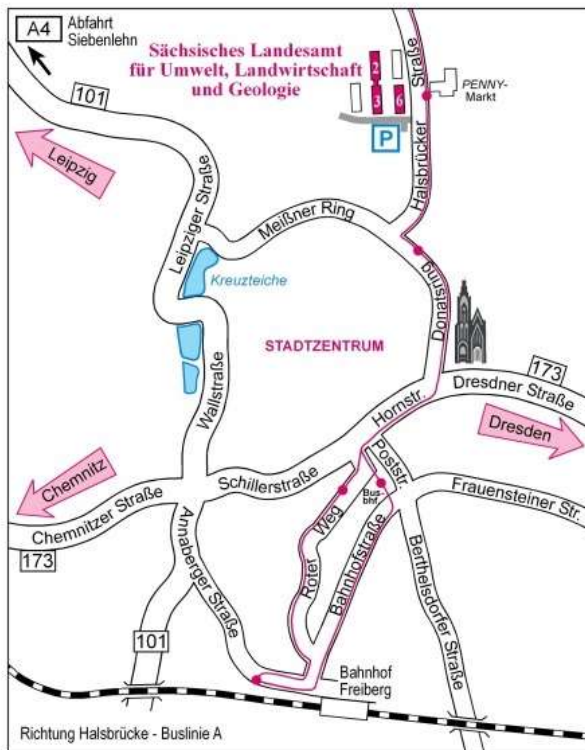 A4
Abfahrt
Siebenlehn
101
Sächsisches Landesamt
für Umwelt, Landwirtschaft
und Geologie
2
3
6
P
Halsbrücker Straße
PENNY-
Markt
Leipzig
Leipziger Straße
Meißner Ring
Kreuzteiche
Donatsring
STADTZENTRUM
173
Dresdner Straße
Dresden
Wallstraße
Hornstr.
Chemnitz
Schillerstraße
Poststr.
Bus-
bhf
Frauensteiner Str.
Chemnitzer Straße
173
Annaberger Straße
Roter Weg
Bahnhofstraße
Berthelsdorfer Straße
101
Bahnhof
Freiberg
Richtung Halsbrücke - Buslinie A